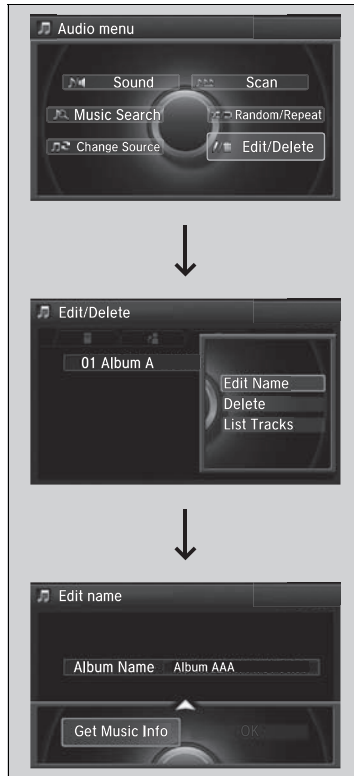 Audio menu
Sound
Scan
Music Search
Random/Repeat
Change Source
Edit/Delete
Edit/Delete
01 Album A
Edit Name
Delete
List Tracks
Edit name
Album Name Album AAA
Get Music Info OK